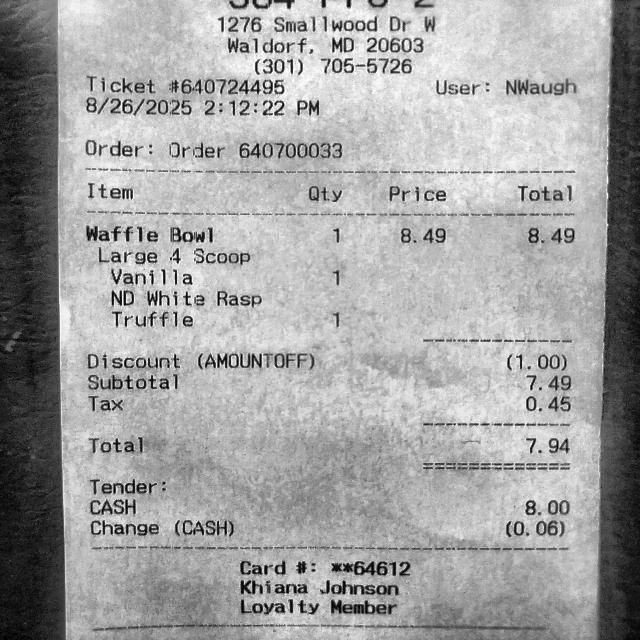 1276 Smallwood Dr W
Waldorf, MD 20603
(301) 705-5726
Ticket #640724495 User: NWaugh
8/26/2025 2:12:22 PM
Order: Order 640700033
Item Qty Price Total
Waffle Bowl 1 8.49 8.49
Large 4 Scoop
Vanilla 1
ND White Rasp
Truffle 1
Discount (AMOUNTOFF) (1.00)
Subtotal 7.49
Tax 0.45
Total 7.94
Tender:
CASH 8.00
Change (CASH) (0.06)
Card #: **64612
Khiana Johnson
Loyalty Member